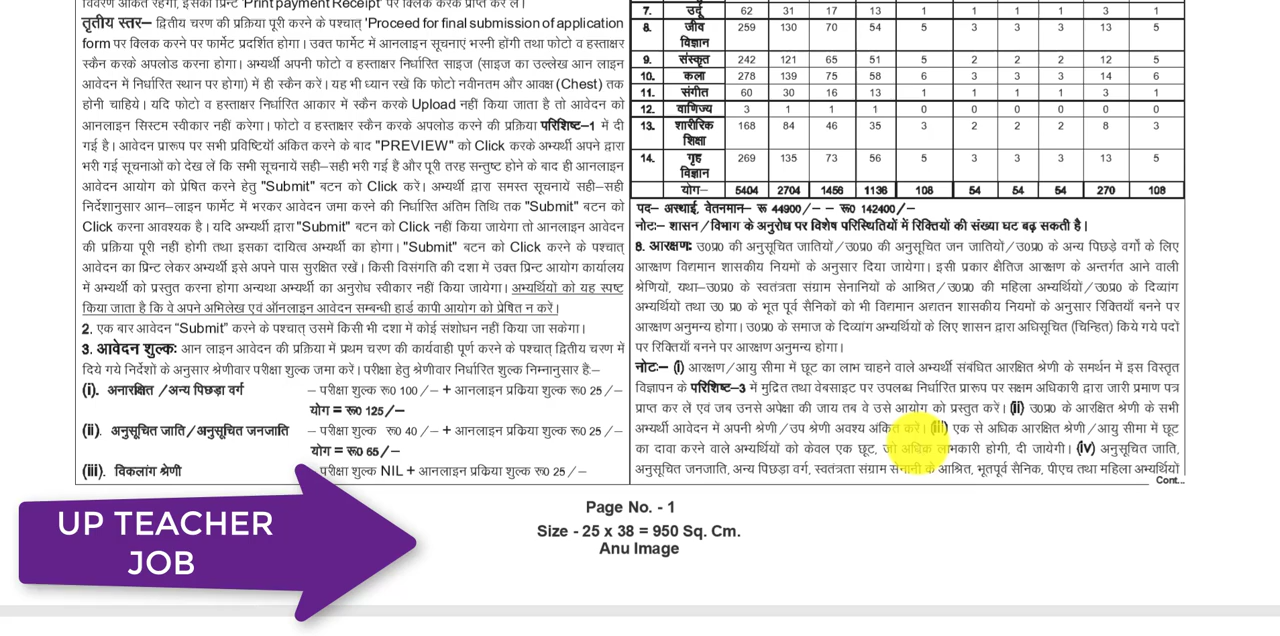 विवरण अंकित रहेगा, इसका प्रिन्ट 'Print payment Receipt' पर क्लिक करके प्राप्त कर लें।
तृतीय स्तर– द्वितीय चरण की प्रक्रिया पूरी करने के पश्चात् 'Proceed for final submission of application
form पर क्लिक करने पर फार्मेट प्रदर्शित होगा। उक्त फार्मेट में आनलाइन सूचनाएं भरनी होंगी तथा फोटो व हस्ताक्षर
स्कैन करके अपलोड करना होगा। अभ्यर्थी अपनी फोटो व हस्ताक्षर निर्धारित साइज (साइज का उल्लेख आन लाइन
आवेदन में निर्धारित स्थान पर होगा) में ही स्कैन करें। यह भी ध्यान रखें कि फोटो नवीनतम और आवक्ष (Chest) तक
होनी चाहिये। यदि फोटो व हस्ताक्षर निर्धारित आकार में स्कैन करके Upload नहीं किया जाता है तो आवेदन को
आनलाइन सिस्टम स्वीकार नहीं करेगा। फोटो व हस्ताक्षर स्कैन करके अपलोड करने की प्रक्रिया परिशिष्ट–1 में दी
गई है। आवेदन प्रारूप पर सभी प्रविष्टियॉं अंकित करने के बाद "PREVIEW" को Click करके अभ्यर्थी अपने द्वारा
भरी गई सूचनाओं को देख लें कि सभी सूचनायें सही–सही भरी गई हैं और पूरी तरह सन्तुष्ट होने के बाद ही आनलाइन
आवेदन आयोग को प्रेषित करने हेतु "Submit" बटन को Click करें। अभ्यर्थी द्वारा समस्त सूचनायें सही–सही
निर्देशानुसार आन–लाइन फार्मेट में भरकर आवेदन जमा करने की निर्धारित अंतिम तिथि तक "Submit" बटन को
Click करना आवश्यक है। यदि अभ्यर्थी द्वारा "Submit" बटन को Click नहीं किया जायेगा तो आनलाइन आवेदन
की प्रक्रिया पूरी नहीं होगी तथा इसका दायित्व अभ्यर्थी का होगा। "Submit" बटन को Click करने के पश्चात्
आवेदन का प्रिन्ट लेकर अभ्यर्थी इसे अपने पास सुरक्षित रखें। किसी विसंगति की दशा में उक्त प्रिन्ट आयोग कार्यालय
में अभ्यर्थी को प्रस्तुत करना होगा अन्यथा अभ्यर्थी का अनुरोध स्वीकार नहीं किया जायेगा। अभ्यर्थियों को यह स्पष्ट
किया जाता है कि वे अपने अभिलेख एवं ऑनलाइन आवेदन सम्बन्धी हार्ड कापी आयोग को प्रेषित न करें।
2. एक बार आवेदन "Submit" करने के पश्चात् उसमें किसी भी दशा में कोई संशोधन नहीं किया जा सकेगा।
3. आवेदन शुल्कः आन लाइन आवेदन की प्रक्रिया में प्रथम चरण की कार्यवाही पूर्ण करने के पश्चात् द्वितीय चरण में
दिये गये निर्देशों के अनुसार श्रेणीवार परीक्षा शुल्क जमा करें। परीक्षा हेतु श्रेणीवार निर्धारित शुल्क निम्नानुसार है:–
(i). अनारक्षित/अन्य पिछड़ा वर्ग – परीक्षा शुल्क रू0 100/– + आनलाइन प्रक्रिया शुल्क रू0 25/–
योग = रू0 125/–
(ii). अनुसूचित जाति/अनुसूचित जनजाति – परीक्षा शुल्क रू0 40/– + आनलाइन प्रक्रिया शुल्क रू0 25/–
योग = रू0 65/–
(iii). विकलांग श्रेणी – परीक्षा शुल्क NIL + आनलाइन प्रक्रिया शुल्क रू0 25/–
7. उर्दू 62 31 17 13 1 1 1 1 3 1
8. जीव विज्ञान 259 130 70 54 5 3 3 3 13 5
9. संस्कृत 242 121 65 51 5 2 2 2 12 5
10. कला 278 139 75 58 6 3 3 3 14 6
11. संगीत 60 30 16 13 1 1 1 1 3 1
12. वाणिज्य 3 1 1 1 0 0 0 0 0 0
13. शारीरिक शिक्षा 168 84 46 35 3 2 2 2 8 3
14. गृह विज्ञान 269 135 73 56 5 3 3 3 13 5
योग– 5404 2704 1456 1136 108 54 54 54 270 108
पद– अस्थाई, वेतनमान– रू 44900/– – रू0 142400/–
नोटः– शासन/विभाग के अनुरोध पर विशेष परिस्थितियों में रिक्तियों की संख्या घट बढ़ सकती है।
8. आरक्षणः उ0प्र0 की अनुसूचित जातियों/उ0प्र0 की अनुसूचित जन जातियों/उ0प्र0 के अन्य पिछड़े वर्गो के लिए
आरक्षण विद्यमान शासकीय नियमों के अनुसार दिया जायेगा। इसी प्रकार क्षैतिज आरक्षण के अन्तर्गत आने वाली
श्रेणियों, यथा–उ0प्र0 के स्वतंत्रता संग्राम सेनानियों के आश्रित/उ0प्र0 की महिला अभ्यर्थियों/उ0प्र0 के दिव्यांग
अभ्यर्थियों तथा उ0 प्र0 के भूत पूर्व सैनिकों को भी विद्यमान अद्यतन शासकीय नियमों के अनुसार रिक्तियां बनने पर
आरक्षण अनुमन्य होगा। उ0प्र0 के समाज के दिव्यांग अभ्यर्थियों के लिए शासन द्वारा अधिसूचित (चिन्हित) किये गये पदों
पर रिक्तियॉं बनने पर आरक्षण अनुमन्य होगा।
नोटः– (i) आरक्षण/आयु सीमा में छूट का लाभ चाहने वाले अभ्यर्थी संबधित आरक्षित श्रेणी के समर्थन में इस विस्तृत
विज्ञापन के परिशिष्ट–3 में मुद्रित तथा वेबसाइट पर उपलब्ध निर्धारित प्रारूप पर सक्षम अधिकारी द्वारा जारी प्रमाण पत्र
प्राप्त कर लें एवं जब उनसे अपेक्षा की जाय तब वे उसे आयोग को प्रस्तुत करें। (ii) उ0प्र0 के आरक्षित श्रेणी के सभी
अभ्यर्थी आवेदन में अपनी श्रेणी/उप श्रेणी अवश्य अंकित करें। (iii) एक से अधिक आरक्षित श्रेणी/आयु सीमा में छूट
का दावा करने वाले अभ्यर्थियों को केवल एक छूट, जो अधिक लाभकारी होगी, दी जायेगी। (iv) अनुसूचित जाति,
अनुसूचित जनजाति, अन्य पिछड़ा वर्ग, स्वतंत्रता संग्राम सेनानी के आश्रित, भूतपूर्व सैनिक, पीएच तथा महिला अभ्यर्थियों
Cont...
Page No. - 1
Size - 25 x 38 = 950 Sq. Cm.
Anu Image
UP TEACHER
JOB